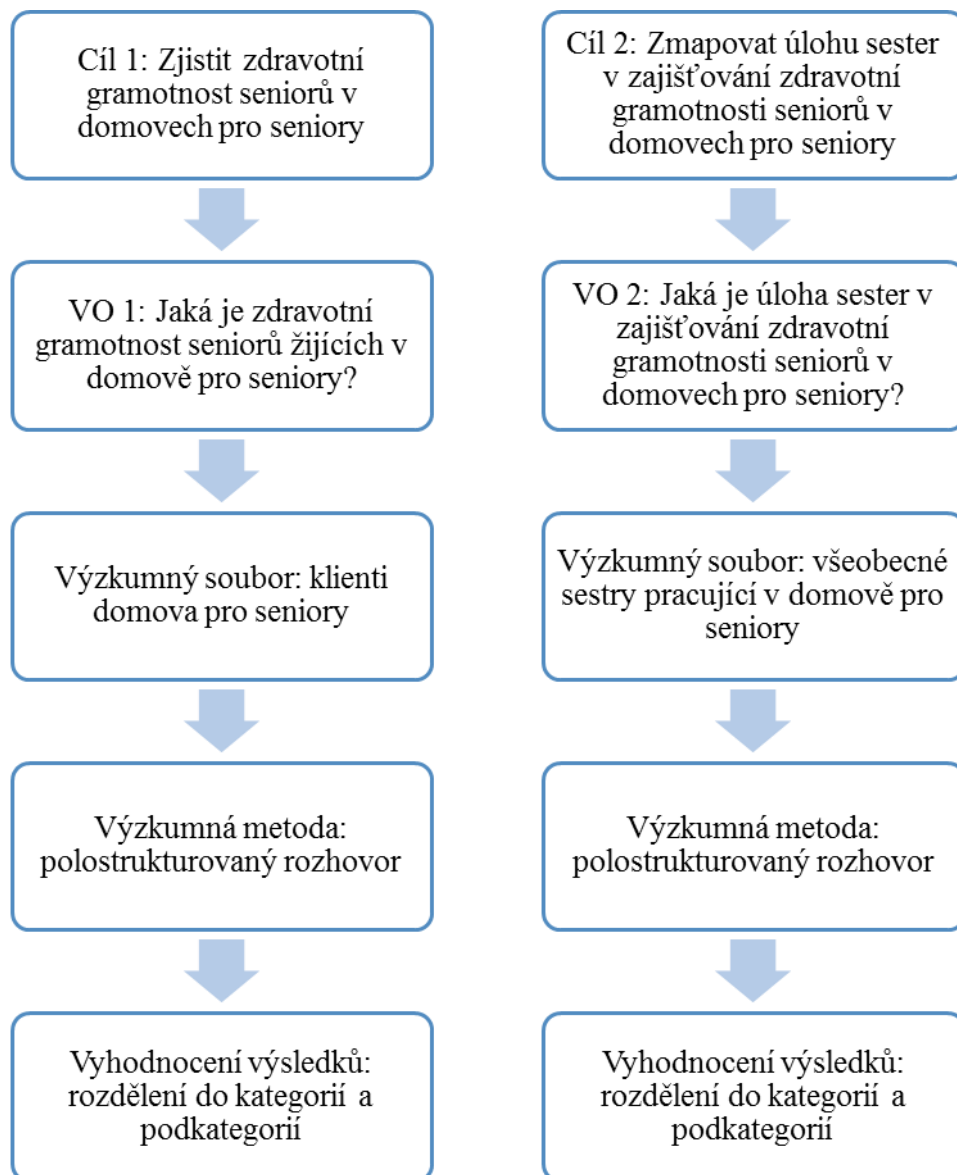 Cíl 1: Zjistit zdravotní
gramotnost seniorů v
domovech pro seniory
VO 1: Jaká je zdravotní
gramotnost seniorů žijících v
domově pro seniory?
Výzkumný soubor: klienti
domova pro seniory
Výzkumná metoda:
polostrukturovaný rozhovor
Vyhodnocení výsledků:
rozdělení do kategorií a
podkategorií
Cíl 2: Zmapovat úlohu sester
v zajišťování zdravotní
gramotnosti seniorů v
domovech pro seniory
VO 2: Jaká je úloha sester v
zajišťování zdravotní
gramotnosti seniorů v
domovech pro seniory?
Výzkumný soubor: všeobecné
sestry pracující v domově pro
seniory
Výzkumná metoda:
polostrukturovaný rozhovor
Vyhodnocení výsledků:
rozdělení do kategorií a
podkategorií